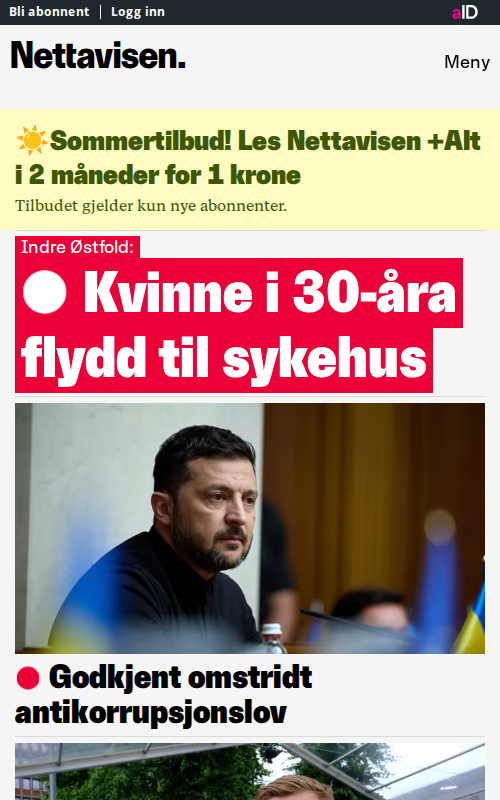 Bli abonnent
Logg inn
aID
Nettavisen.
Meny
Sommertilbud! Les Nettavisen +Alt
i 2 måneder for 1 krone
Tilbudet gjelder kun nye abonnenter.
Indre Østfold:
Kvinne i 30-åra
flydd til sykehus
Godkjent omstridt
antikorrupsjonslov